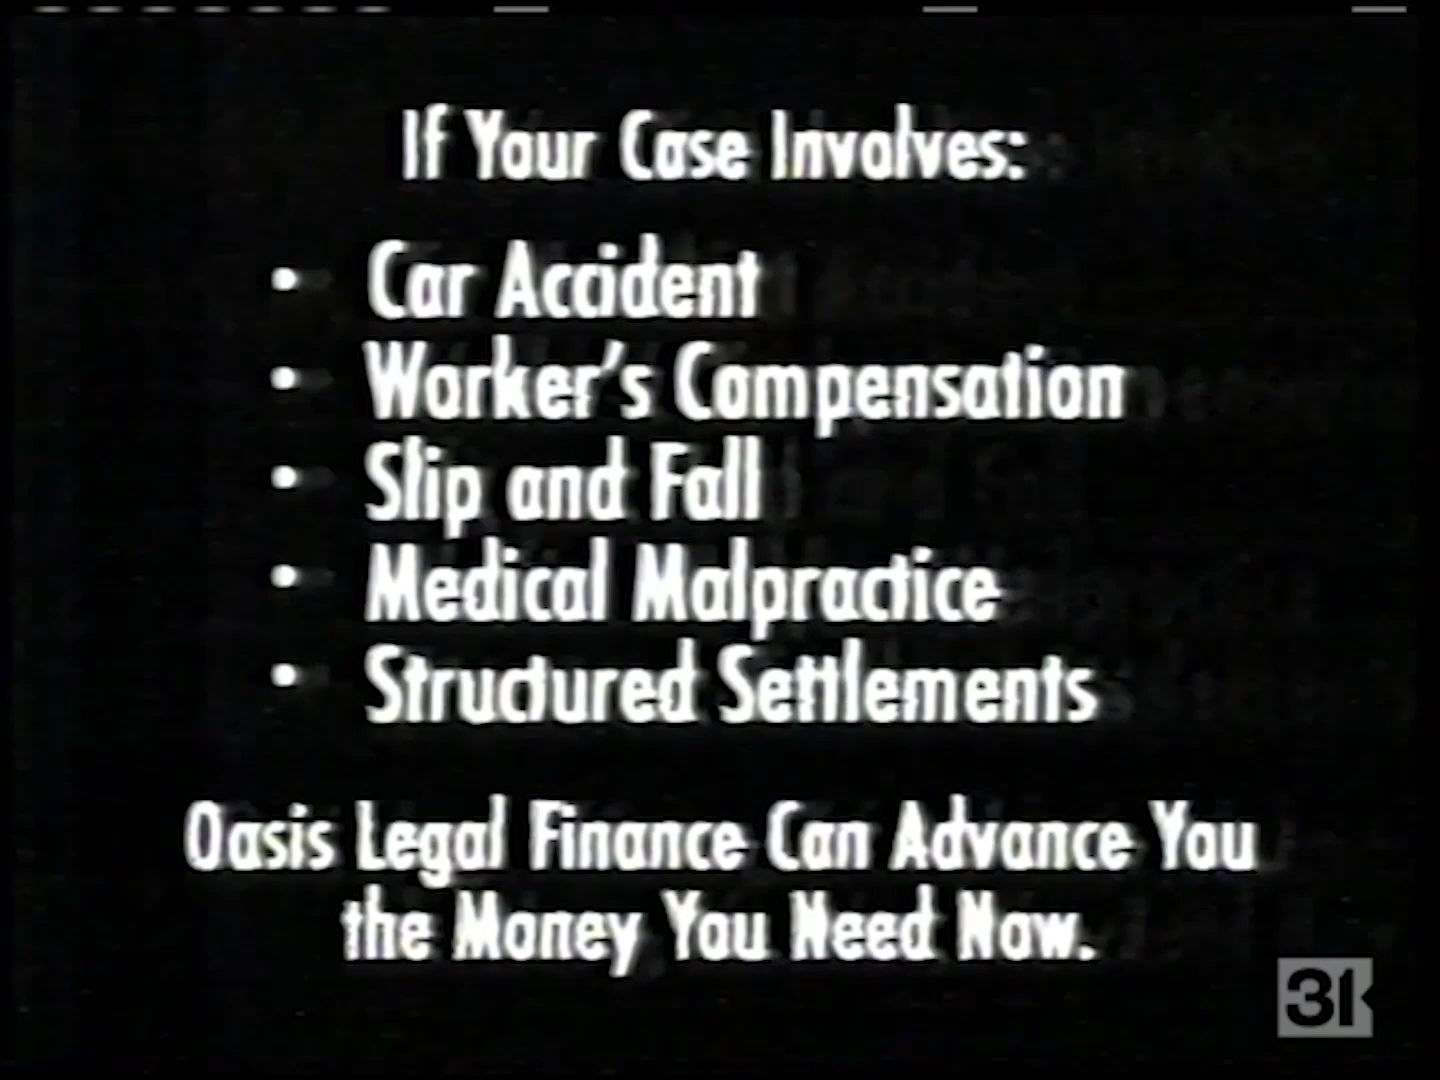 If Your Case Involves:
• Car Accident
• Worker's Compensation
• Slip and Fall
• Medical Malpractice
• Structured Settlements
Oasis Legal Finance Can Advance You
the Money You Need Now.
31